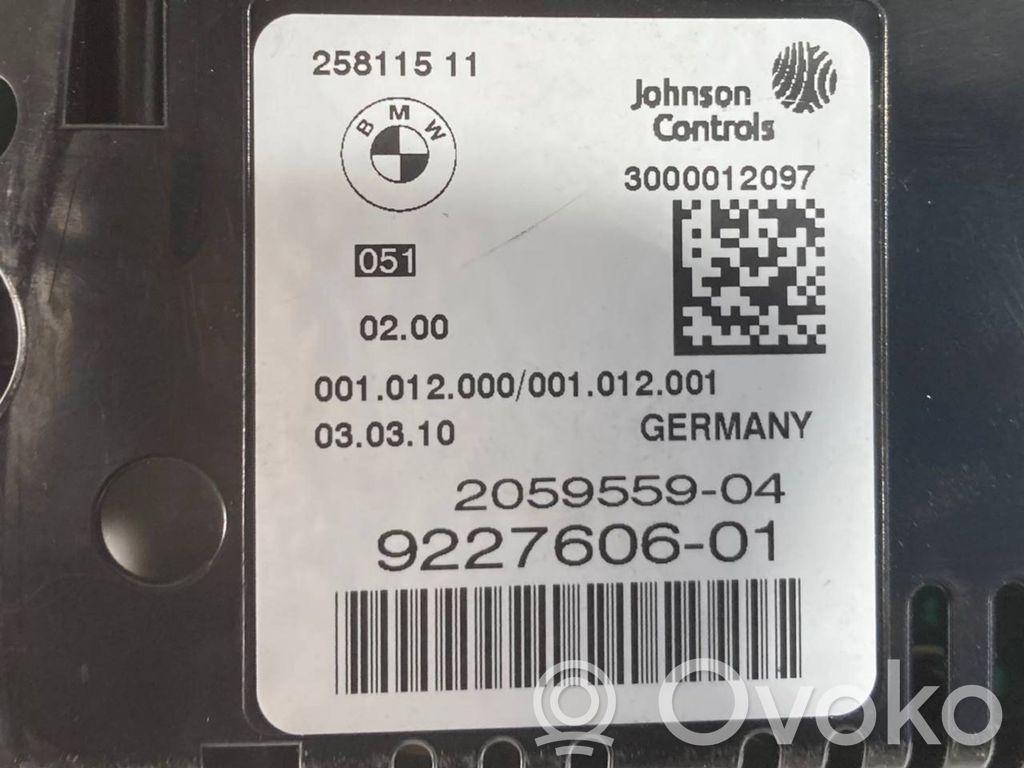 258115 11
BMW
Johnson
Controls
3000012097
051
02.00
001.012.000/001.012.001
03.03.10 GERMANY
2059559-04
9227606-01
Ovoko